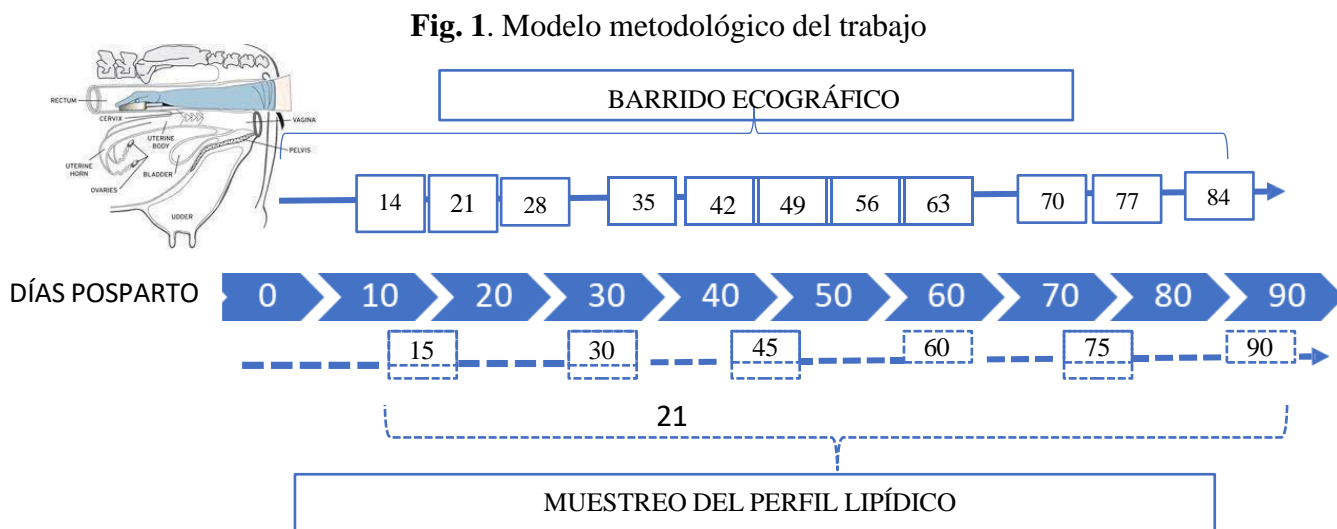 Fig. 1. Modelo metodológico del trabajo
BARRIDO ECOGRÁFICO
RECTUM
CERVIX
VAGINA
UTERINE
BODY
PELVIS
UTERINE
HORN
BLADDER
OVARIES
UDDER
14 21 28 35 42 49 56 63 70 77 84
DÍAS POSPARTO 0 10 20 30 40 50 60 70 80 90
15 30 45 60 75 90
21
MUESTREO DEL PERFIL LIPÍDICO